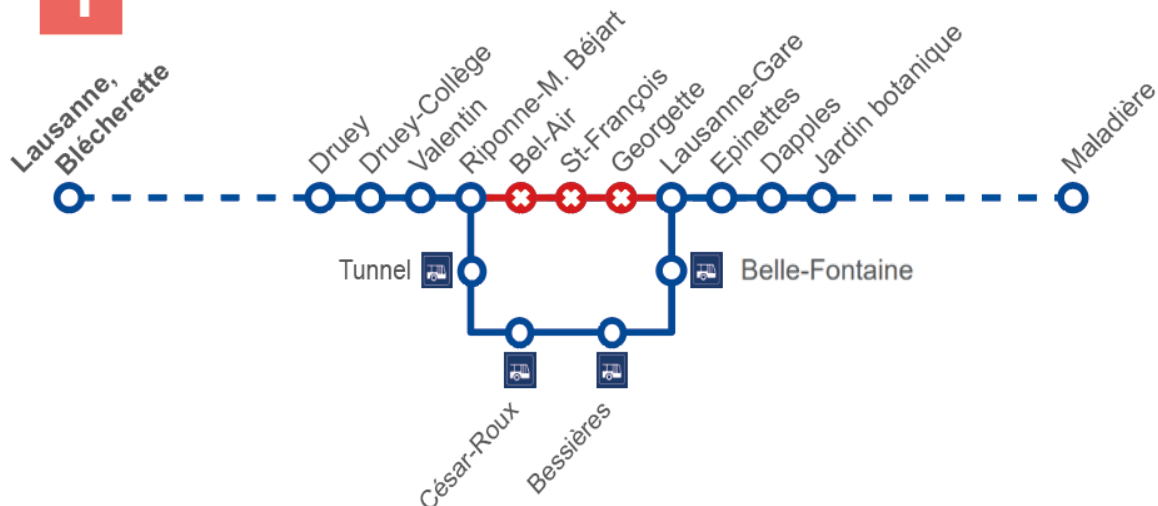 Lausanne,
Blécherette
Druey
Druey-Collège
Valentin
Riponne-M. Béjart
Bel-Air
St-François
Georgette
Lausanne-Gare
Epinettes
Dapples
Jardin botanique
Maladière
Tunnel
Belle-Fontaine
César-Roux
Bessières